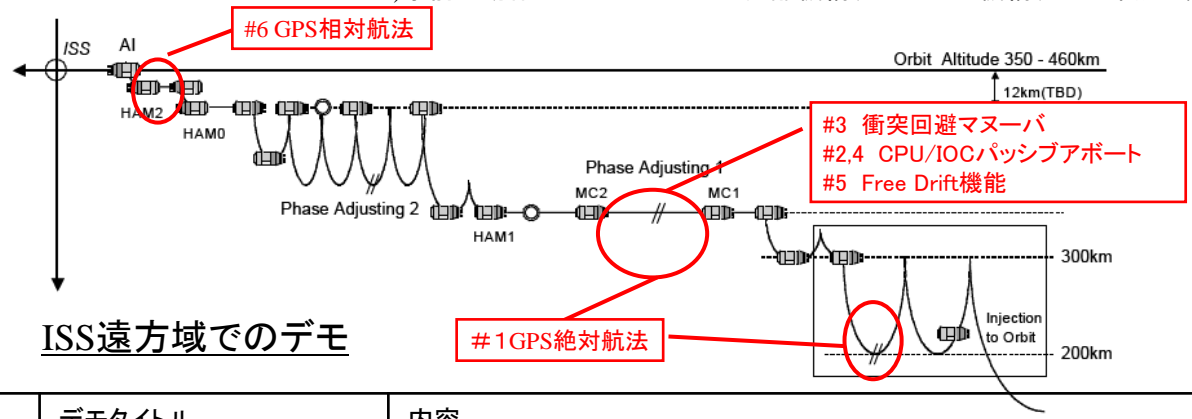 #6 GPS相対航法
ISS
AI
Orbit Altitude 350 - 460km
12km(TBD)
HAM2
HAM0
#3 衝突回避マヌーバ
#2,4 CPU/IOCパッシブアボート
#5 Free Drift機能
Phase Adjusting 1
MC2
MC1
Phase Adjusting 2
HAM1
300km
ISS遠方域でのデモ
#1GPS絶対航法
Injection
to Orbit
200km